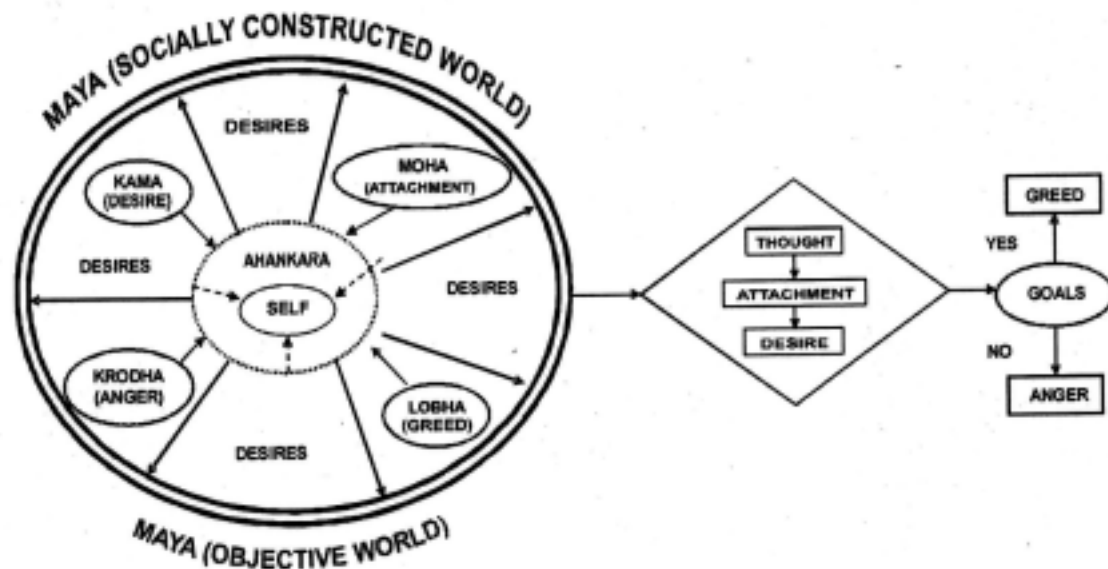 MAYA (SOCIALLY CONSTRUCTED WORLD)
DESIRES
KAMA
(DESIRE)
MOHA
(ATTACHMENT)
AHANKARA
SELF
DESIRES
DESIRES
KRODHA
(ANGER)
LOBHA
(GREED)
DESIRES
MAYA (OBJECTIVE WORLD)
THOUGHT
ATTACHMENT
DESIRE
GREED
YES
GOALS
NO
ANGER